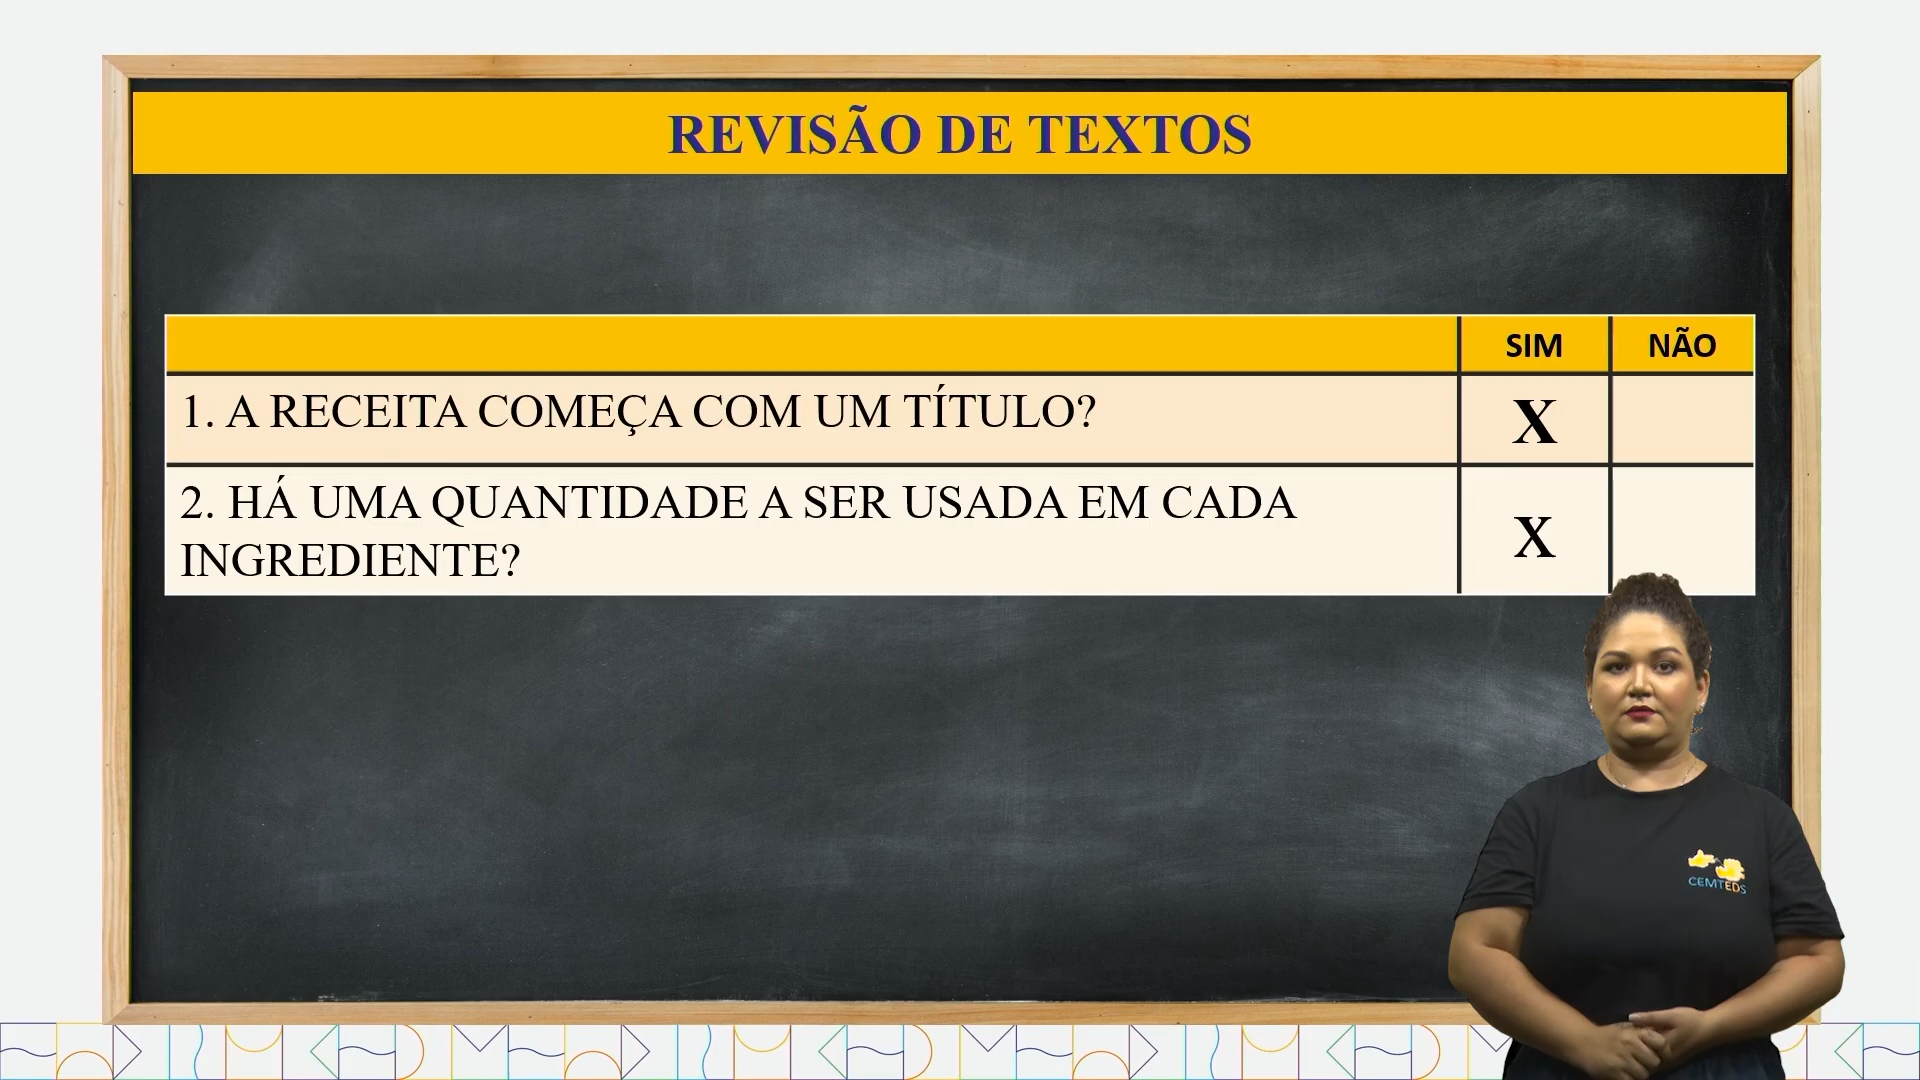 REVISÃO DE TEXTOS
SIM NÃO
1. A RECEITA COMEÇA COM UM TÍTULO? X
2. HÁ UMA QUANTIDADE A SER USADA EM CADA
INGREDIENTE? X
CEMTEDS